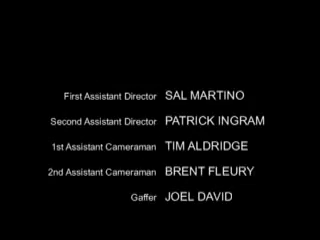 First Assistant Director SAL MARTINO
Second Assistant Director PATRICK INGRAM
1st Assistant Cameraman TIM ALDRIDGE
2nd Assistant Cameraman BRENT FLEURY
Gaffer JOEL DAVID